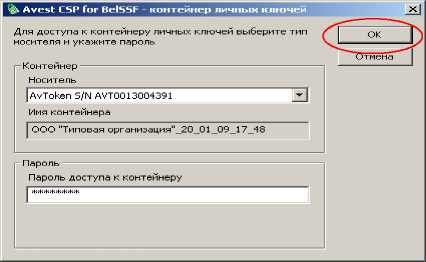 Avest CSP for BelSSF - контейнер личных ключей
Для доступа к контейнеру личных ключей выберите тип
носителя и укажите пароль
OK
Отмена
Контейнер
Носитель
AvToken S/N AVT0013004391
Имя контейнера
ООО "Типовая организация"_20_01_09_17_48
Пароль
Пароль доступа к контейнеру
********